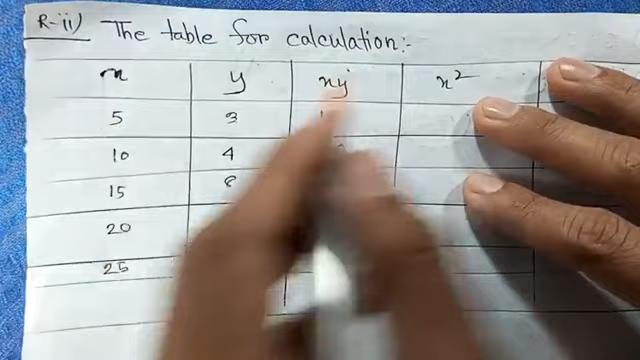 R-ii) The table for calculation:-
x y xy x²
5 3
10 4
15 8
20
25